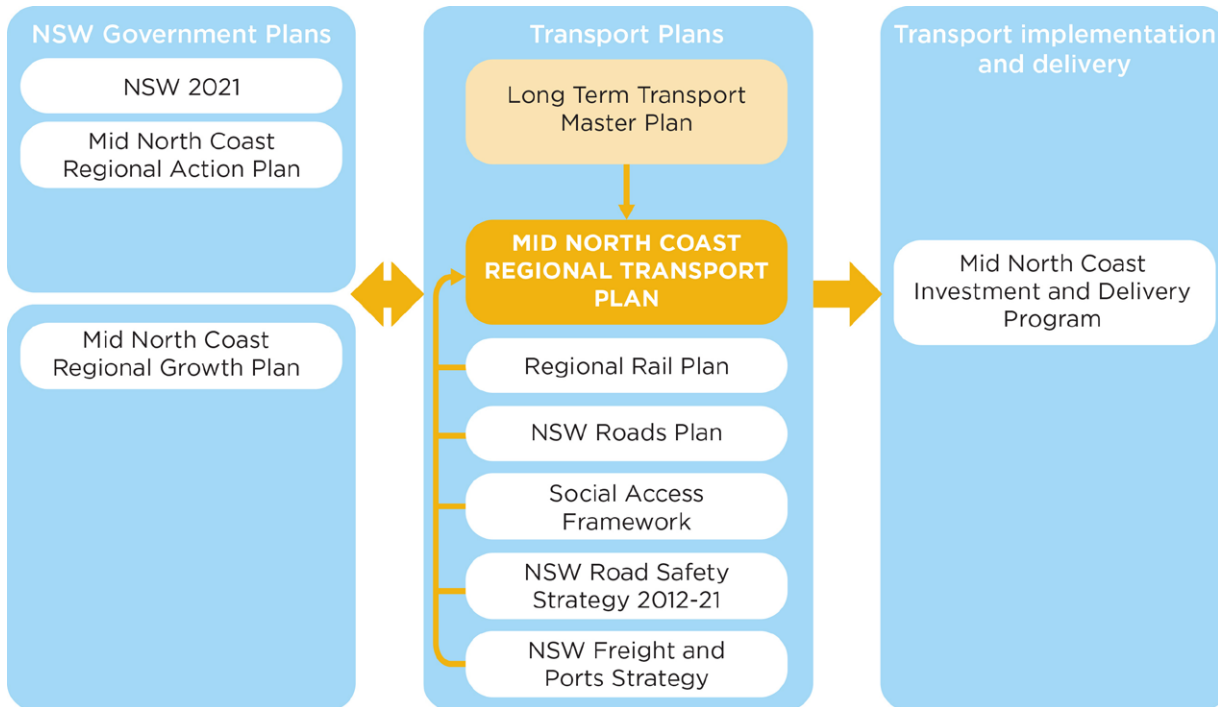 NSW Government Plans
NSW 2021
Mid North Coast
Regional Action Plan
Mid North Coast
Regional Growth Plan
Transport Plans
Long Term Transport
Master Plan
MID NORTH COAST
REGIONAL TRANSPORT
PLAN
Regional Rail Plan
NSW Roads Plan
Social Access
Framework
NSW Road Safety
Strategy 2012-21
NSW Freight and
Ports Strategy
Transport implementation
and delivery
Mid North Coast
Investment and Delivery
Program